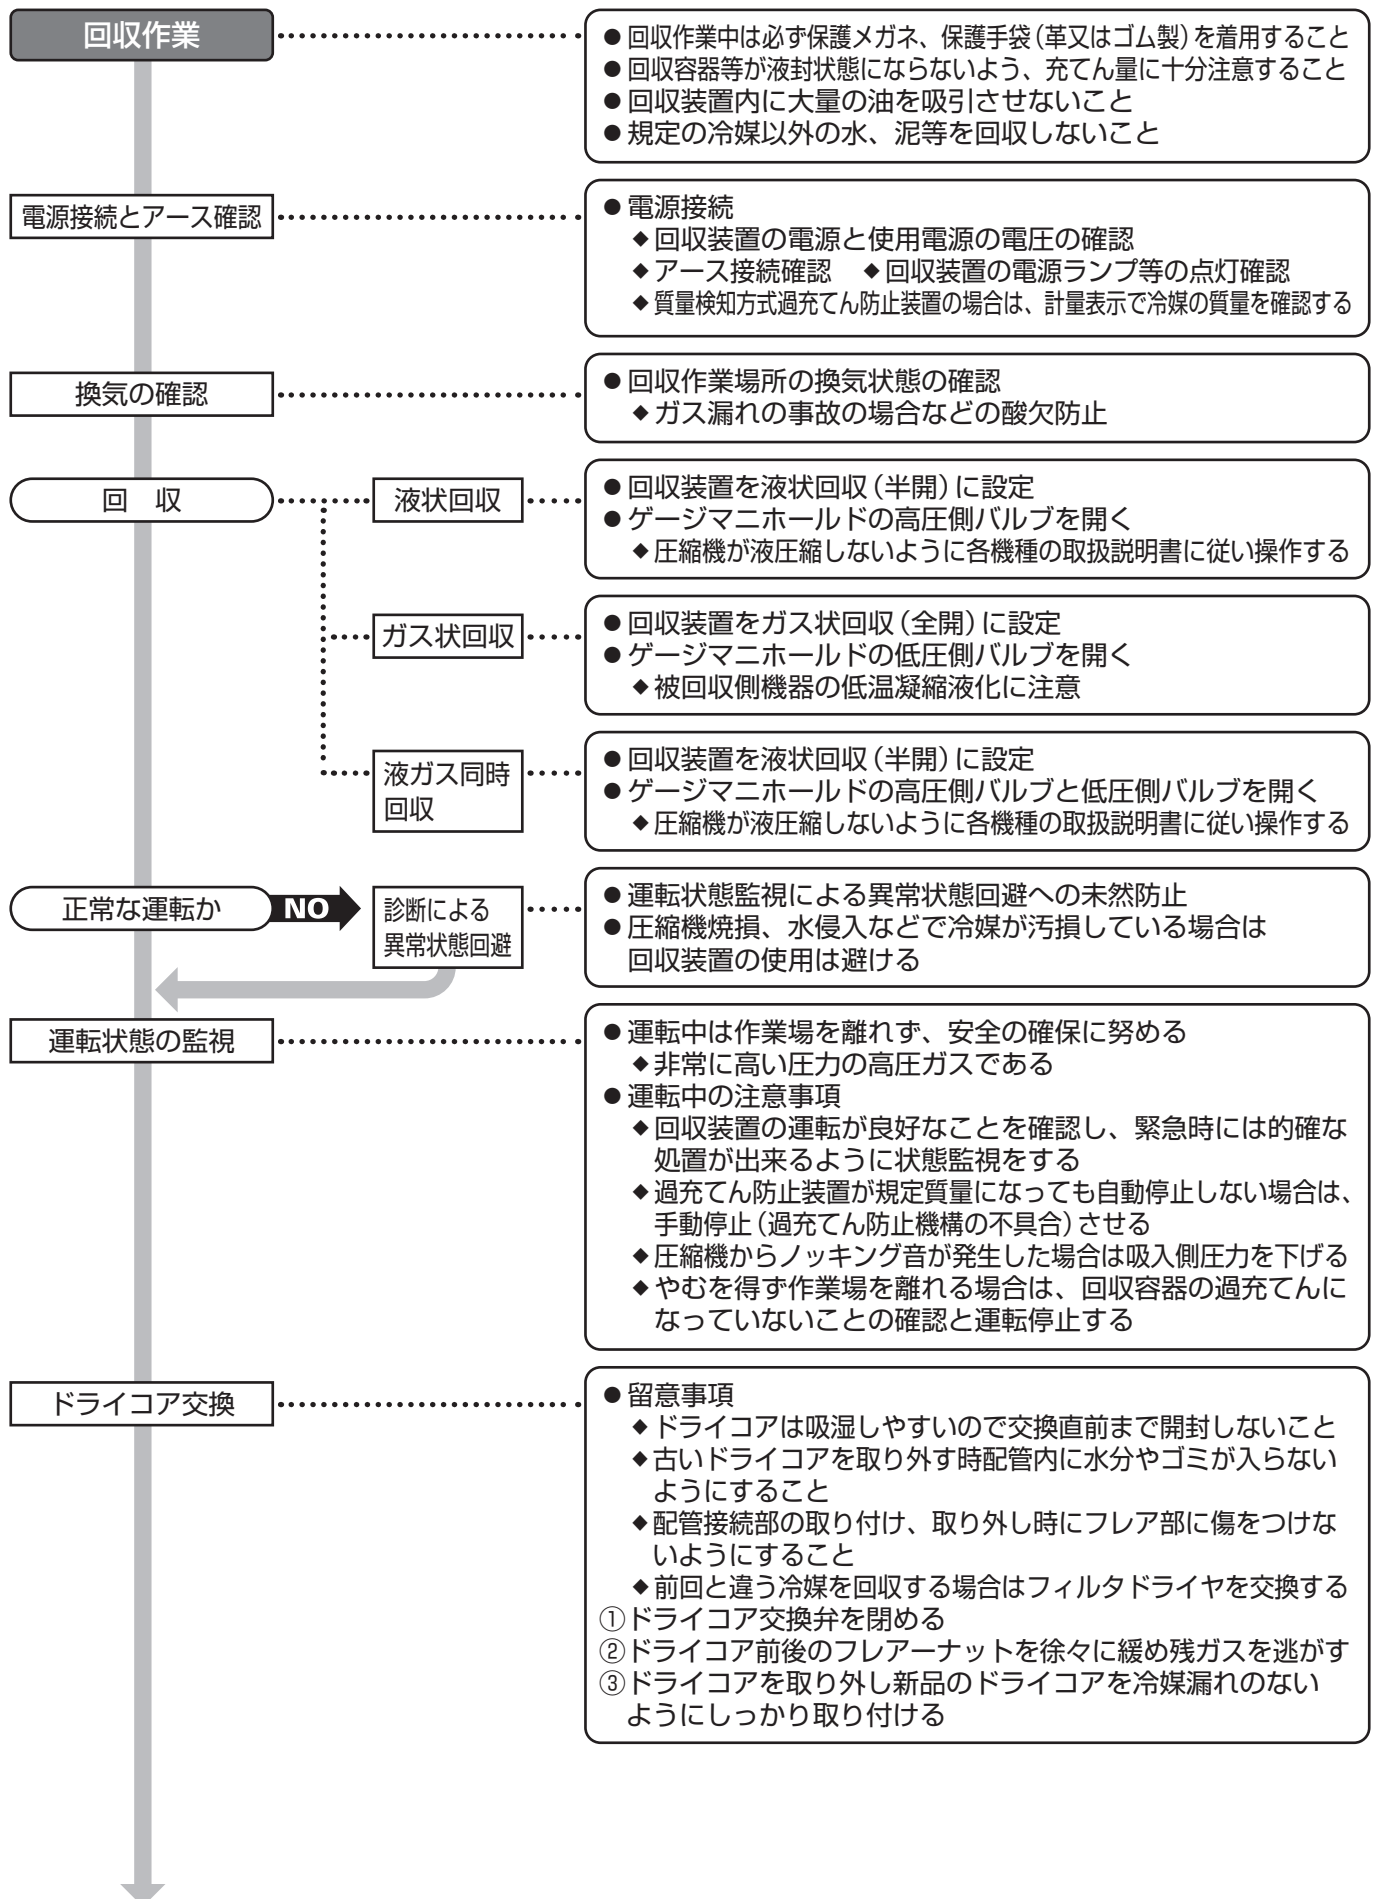 回収作業
●回収作業中は必ず保護メガネ、保護手袋(革又はゴム製)を着用すること
●回収容器等が液封状態にならないよう、充てん量に十分注意すること
●回収装置内に大量の油を吸引させないこと
●規定の冷媒以外の水、泥等を回収しないこと
電源接続とアース確認
●電源接続
◆回収装置の電源と使用電源の電圧の確認
◆アース接続確認 ◆回収装置の電源ランプ等の点灯確認
◆質量検知方式過充てん防止装置の場合は、計量表示で冷媒の質量を確認する
換気の確認
●回収作業場所の換気状態の確認
◆ガス漏れの事故の場合などの酸欠防止
回 収
液状回収
●回収装置を液状回収(半開)に設定
●ゲージマニホールドの高圧側バルブを開く
◆圧縮機が液圧縮しないように各機種の取扱説明書に従い操作する
ガス状回収
●回収装置をガス状回収(全開)に設定
●ゲージマニホールドの低圧側バルブを開く
◆被回収側機器の低温凝縮液化に注意
液ガス同時
回収
●回収装置を液状回収(半開)に設定
●ゲージマニホールドの高圧側バルブと低圧側バルブを開く
◆圧縮機が液圧縮しないように各機種の取扱説明書に従い操作する
正常な運転か
NO
診断による
異常状態回避
●運転状態監視による異常状態回避への未然防止
●圧縮機焼損、水侵入などで冷媒が汚損している場合は
回収装置の使用は避ける
運転状態の監視
●運転中は作業場を離れず、安全の確保に努める
◆非常に高い圧力の高圧ガスである
●運転中の注意事項
◆回収装置の運転が良好なことを確認し、緊急時には的確な
処置が出来るように状態監視をする
◆過充てん防止装置が規定質量になっても自動停止しない場合は、
手動停止(過充てん防止機構の不具合)させる
◆圧縮機からノッキング音が発生した場合は吸入側圧力を下げる
◆やむを得ず作業場を離れる場合は、回収容器の過充てんに
なっていないことの確認と運転停止する
ドライコア交換
●留意事項
◆ドライコアは吸湿しやすいので交換直前まで開封しないこと
◆古いドライコアを取り外す時配管内に水分やゴミが入らない
ようにすること
◆配管接続部の取り付け、取り外し時にフレア部に傷をつけな
いようにすること
◆前回と違う冷媒を回収する場合はフィルタドライヤを交換する
①ドライコア交換弁を閉める
②ドライコア前後のフレアーナットを徐々に緩め残ガスを逃がす
③ドライコアを取り外し新品のドライコアを冷媒漏れのない
ようにしっかり取り付ける